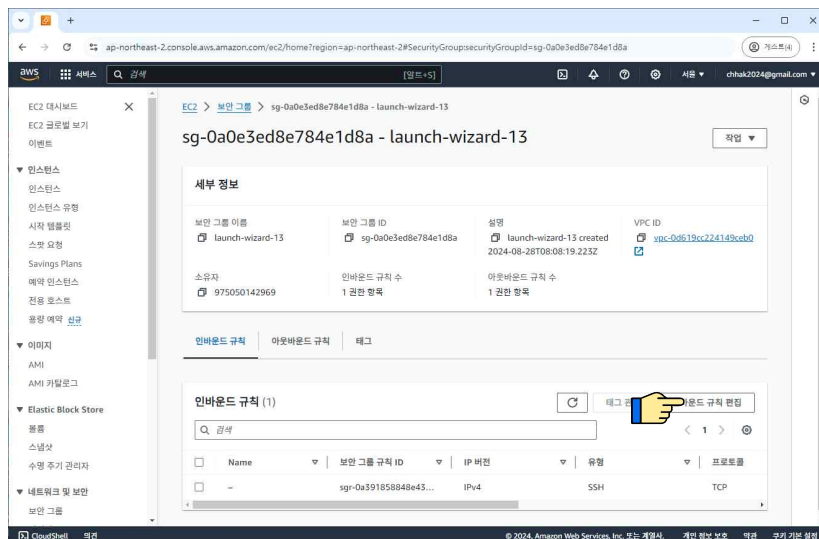 ap-northeast-2.console.aws.amazon.com/ec2/home?region=ap-northeast-2#SecurityGroup:securityGroupId=sg-0a0e3ed8e784e1d8a
게스트(4)
aws
서비스
검색
[알트+S]
서울
chhak2024@gmail.com
EC2 대시보드
EC2 글로벌 보기
이벤트
인스턴스
인스턴스
인스턴스 유형
시작 템플릿
스팟 요청
Savings Plans
예약 인스턴스
전용 호스트
용량 예약 신규
이미지
AMI
AMI 카탈로그
Elastic Block Store
볼륨
스냅샷
수명 주기 관리자
네트워크 및 보안
보안 그룹
EC2 > 보안 그룹 > sg-0a0e3ed8e784e1d8a - launch-wizard-13
sg-0a0e3ed8e784e1d8a - launch-wizard-13
작업
세부 정보
보안 그룹 이름
launch-wizard-13
보안 그룹 ID
sg-0a0e3ed8e784e1d8a
설명
launch-wizard-13 created
2024-08-28T08:08:19.223Z
VPC ID
vpc-0d619cc224149ceb0
소유자
975050142969
인바운드 규칙 수
1 권한 항목
아웃바운드 규칙 수
1 권한 항목
인바운드 규칙
아웃바운드 규칙
태그
인바운드 규칙 (1)
태그
바운드 규칙 편집
검색
1
Name
보안 그룹 규칙 ID
IP 버전
유형
프로토콜
–
sgr-0a391858848e43...
IPv4
SSH
TCP
CloudShell
의견
© 2024, Amazon Web Services, Inc. 또는 계열사.
개인 정보 보호
약관
쿠키 기본 설정